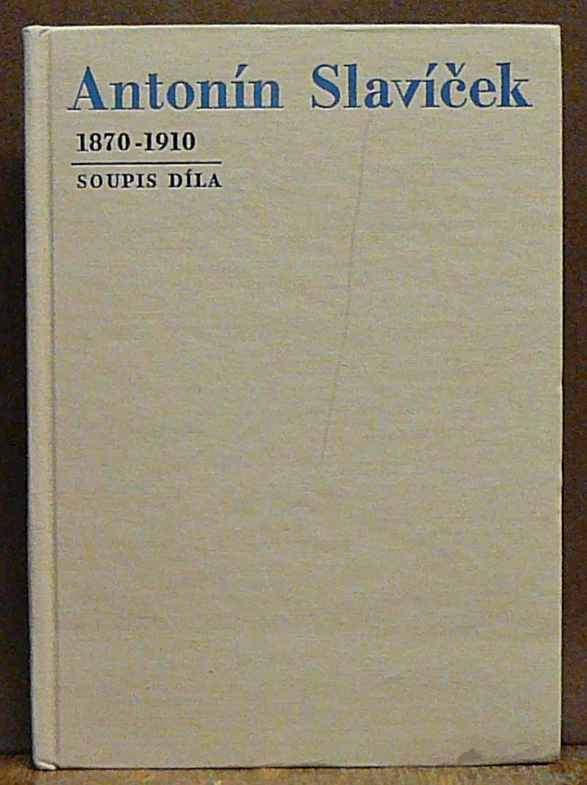 Antonín Slavíček
1870-1910
SOUPIS DÍLA